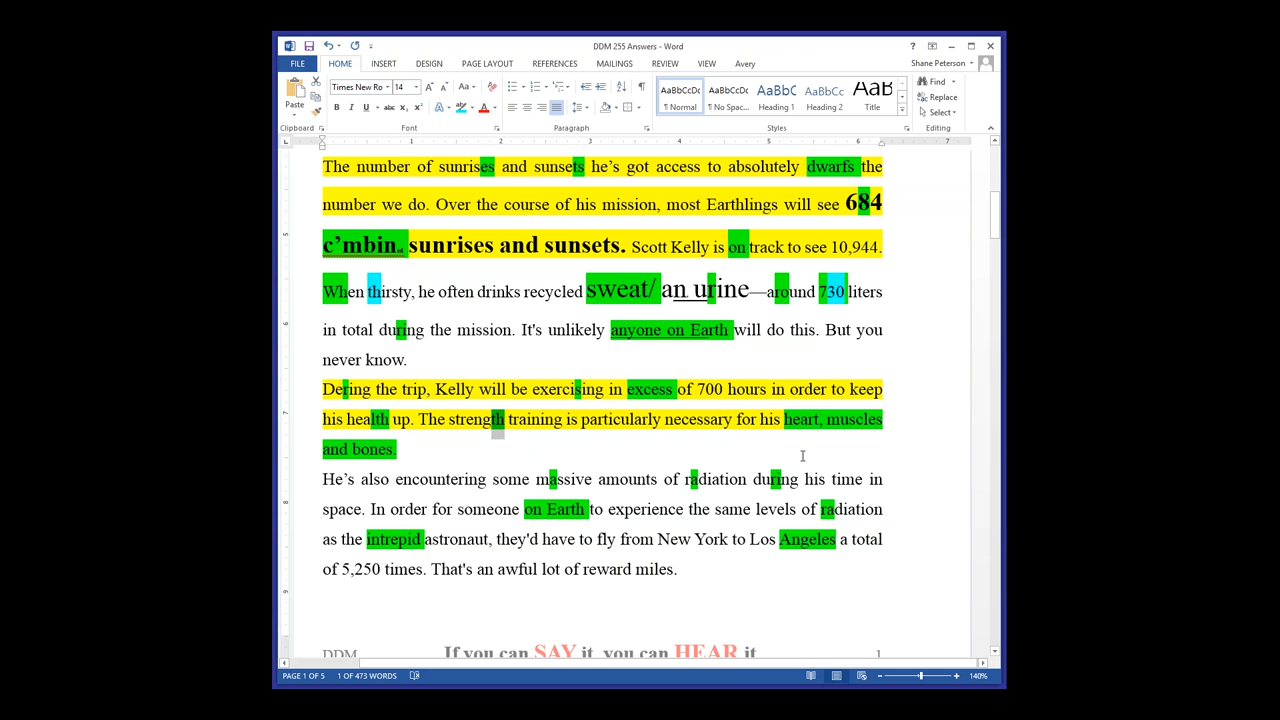 DDM 255 Answers - Word
Shane Peterson
FILE HOME INSERT DESIGN PAGE LAYOUT REFERENCES MAILINGS REVIEW VIEW Avery
Times New Ro 14
Find
Replace
Select
Paste
AaBbCcDc AaBbCcDc AaBbC AaBbCc AaB
¶ Normal ¶ No Spac... Heading 1 Heading 2 Title
Clipboard Font Paragraph Styles Editing
1 2 3 4 5 6 7
The number of sunrises and sunsets he's got access to absolutely dwarfs the
number we do. Over the course of his mission, most Earthlings will see 684
c'mbin sunrises and sunsets. Scott Kelly is on track to see 10,944.
When thirsty, he often drinks recycled sweat/ an urine—around 730 liters
in total during the mission. It's unlikely anyone on Earth will do this. But you
never know.
Dering the trip, Kelly will be exercising in excess of 700 hours in order to keep
his health up. The strength training is particularly necessary for his heart, muscles
and bones.
He's also encountering some massive amounts of radiation during his time in
space. In order for someone on Earth to experience the same levels of radiation
as the intrepid astronaut, they'd have to fly from New York to Los Angeles a total
of 5,250 times. That's an awful lot of reward miles.
DDM If you can SAY it, you can HEAR it 1
PAGE 1 OF 5 1 OF 473 WORDS 140%